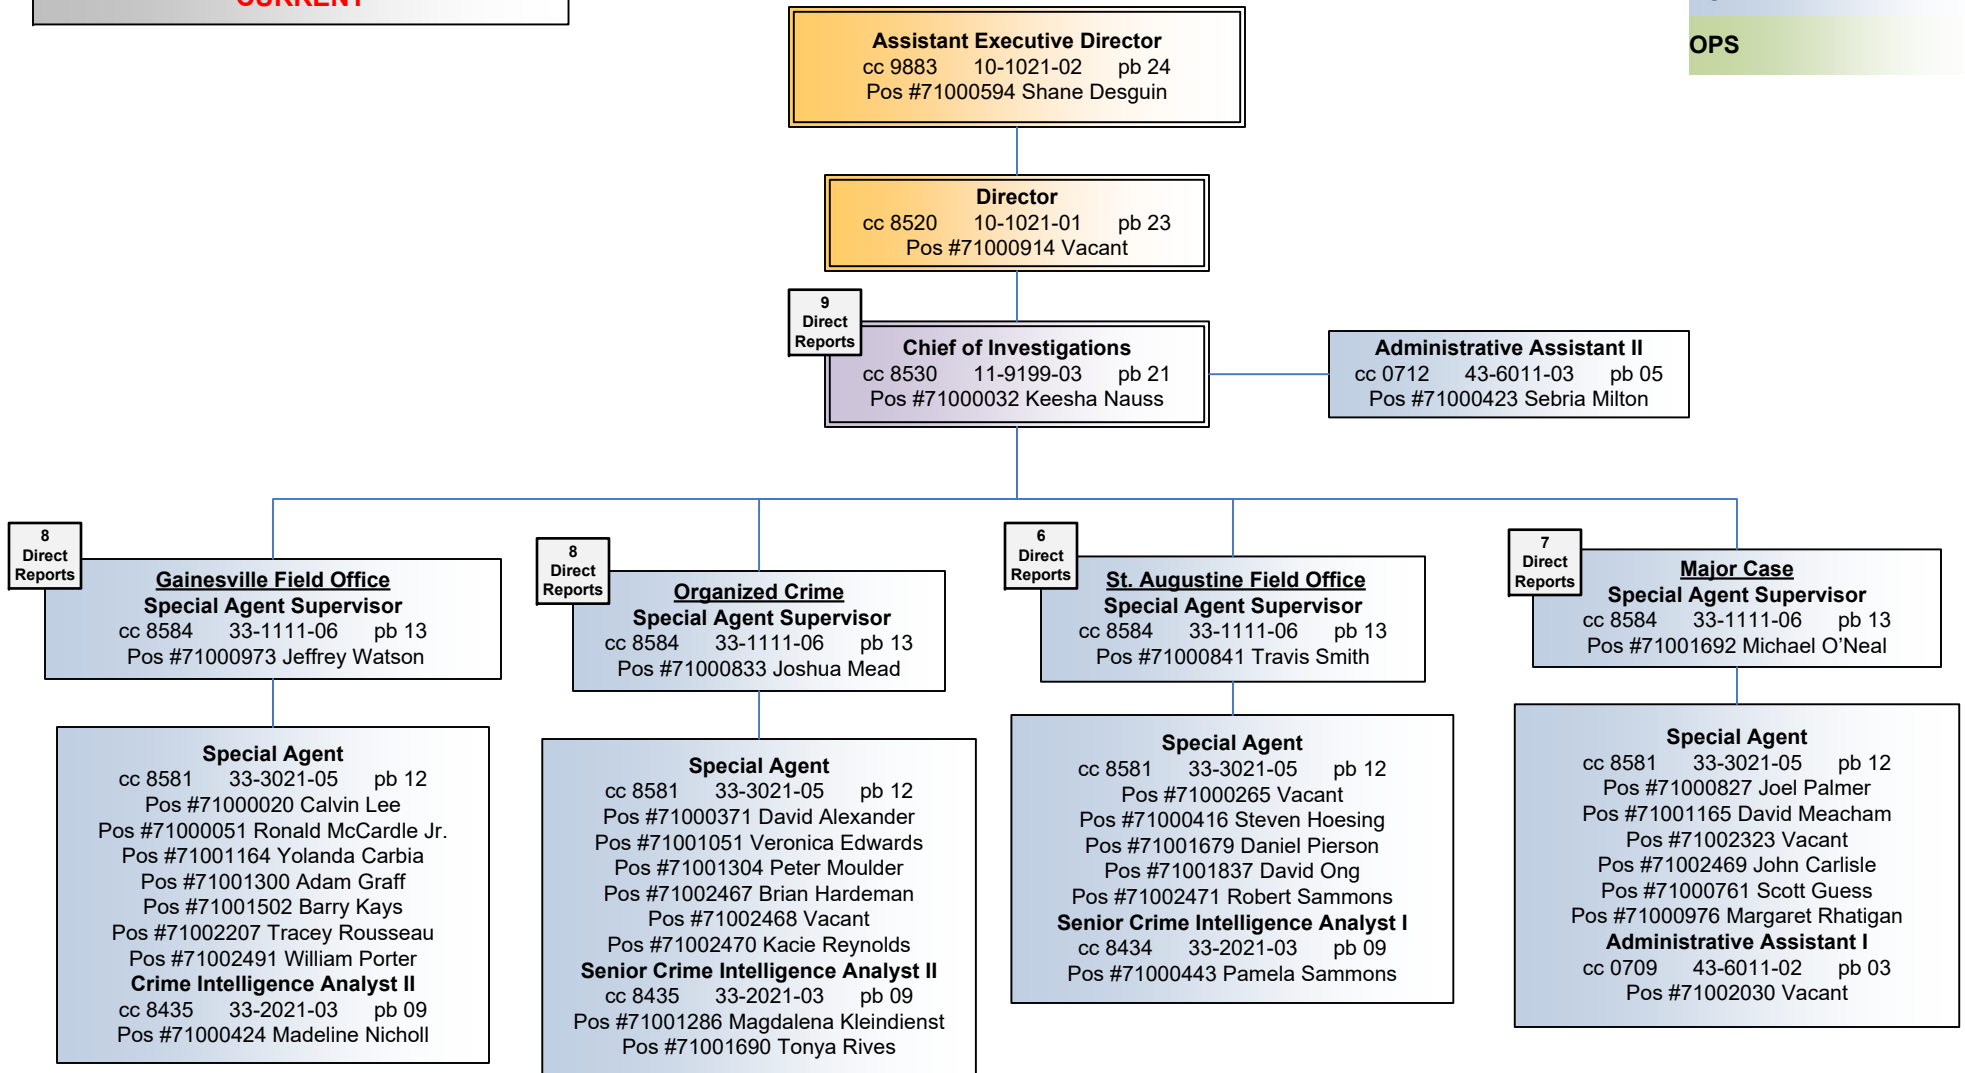 CURRENT
OPS
Assistant Executive Director
cc 9883 10-1021-02 pb 24
Pos #71000594 Shane Desguin
Director
cc 8520 10-1021-01 pb 23
Pos #71000914 Vacant
9
Direct
Reports
Chief of Investigations
cc 8530 11-9199-03 pb 21
Pos #71000032 Keesha Nauss
Administrative Assistant II
cc 0712 43-6011-03 pb 05
Pos #71000423 Sebria Milton
8
Direct
Reports
Gainesville Field Office
Special Agent Supervisor
cc 8584 33-1111-06 pb 13
Pos #71000973 Jeffrey Watson
8
Direct
Reports
Organized Crime
Special Agent Supervisor
cc 8584 33-1111-06 pb 13
Pos #71000833 Joshua Mead
6
Direct
Reports
St. Augustine Field Office
Special Agent Supervisor
cc 8584 33-1111-06 pb 13
Pos #71000841 Travis Smith
7
Direct
Reports
Major Case
Special Agent Supervisor
cc 8584 33-1111-06 pb 13
Pos #71001692 Michael O’Neal
Special Agent
cc 8581 33-3021-05 pb 12
Pos #71000020 Calvin Lee
Pos #71000051 Ronald McCardle Jr.
Pos #71001164 Yolanda Carbia
Pos #71001300 Adam Graff
Pos #71001502 Barry Kays
Pos #71002207 Tracey Rousseau
Pos #71002491 William Porter
Crime Intelligence Analyst II
cc 8435 33-2021-03 pb 09
Pos #71000424 Madeline Nicholl
Special Agent
cc 8581 33-3021-05 pb 12
Pos #71000371 David Alexander
Pos #71001051 Veronica Edwards
Pos #71001304 Peter Moulder
Pos #71002467 Brian Hardeman
Pos #71002468 Vacant
Pos #71002470 Kacie Reynolds
Senior Crime Intelligence Analyst II
cc 8435 33-2021-03 pb 09
Pos #71001286 Magdalena Kleindienst
Pos #71001690 Tonya Rives
Special Agent
cc 8581 33-3021-05 pb 12
Pos #71000265 Vacant
Pos #71000416 Steven Hoesing
Pos #71001679 Daniel Pierson
Pos #71001837 David Ong
Pos #71002471 Robert Sammons
Senior Crime Intelligence Analyst I
cc 8434 33-2021-03 pb 09
Pos #71000443 Pamela Sammons
Special Agent
cc 8581 33-3021-05 pb 12
Pos #71000827 Joel Palmer
Pos #71001165 David Meacham
Pos #71002323 Vacant
Pos #71002469 John Carlisle
Pos #71000761 Scott Guess
Pos #71000976 Margaret Rhatigan
Administrative Assistant I
cc 0709 43-6011-02 pb 03
Pos #71002030 Vacant